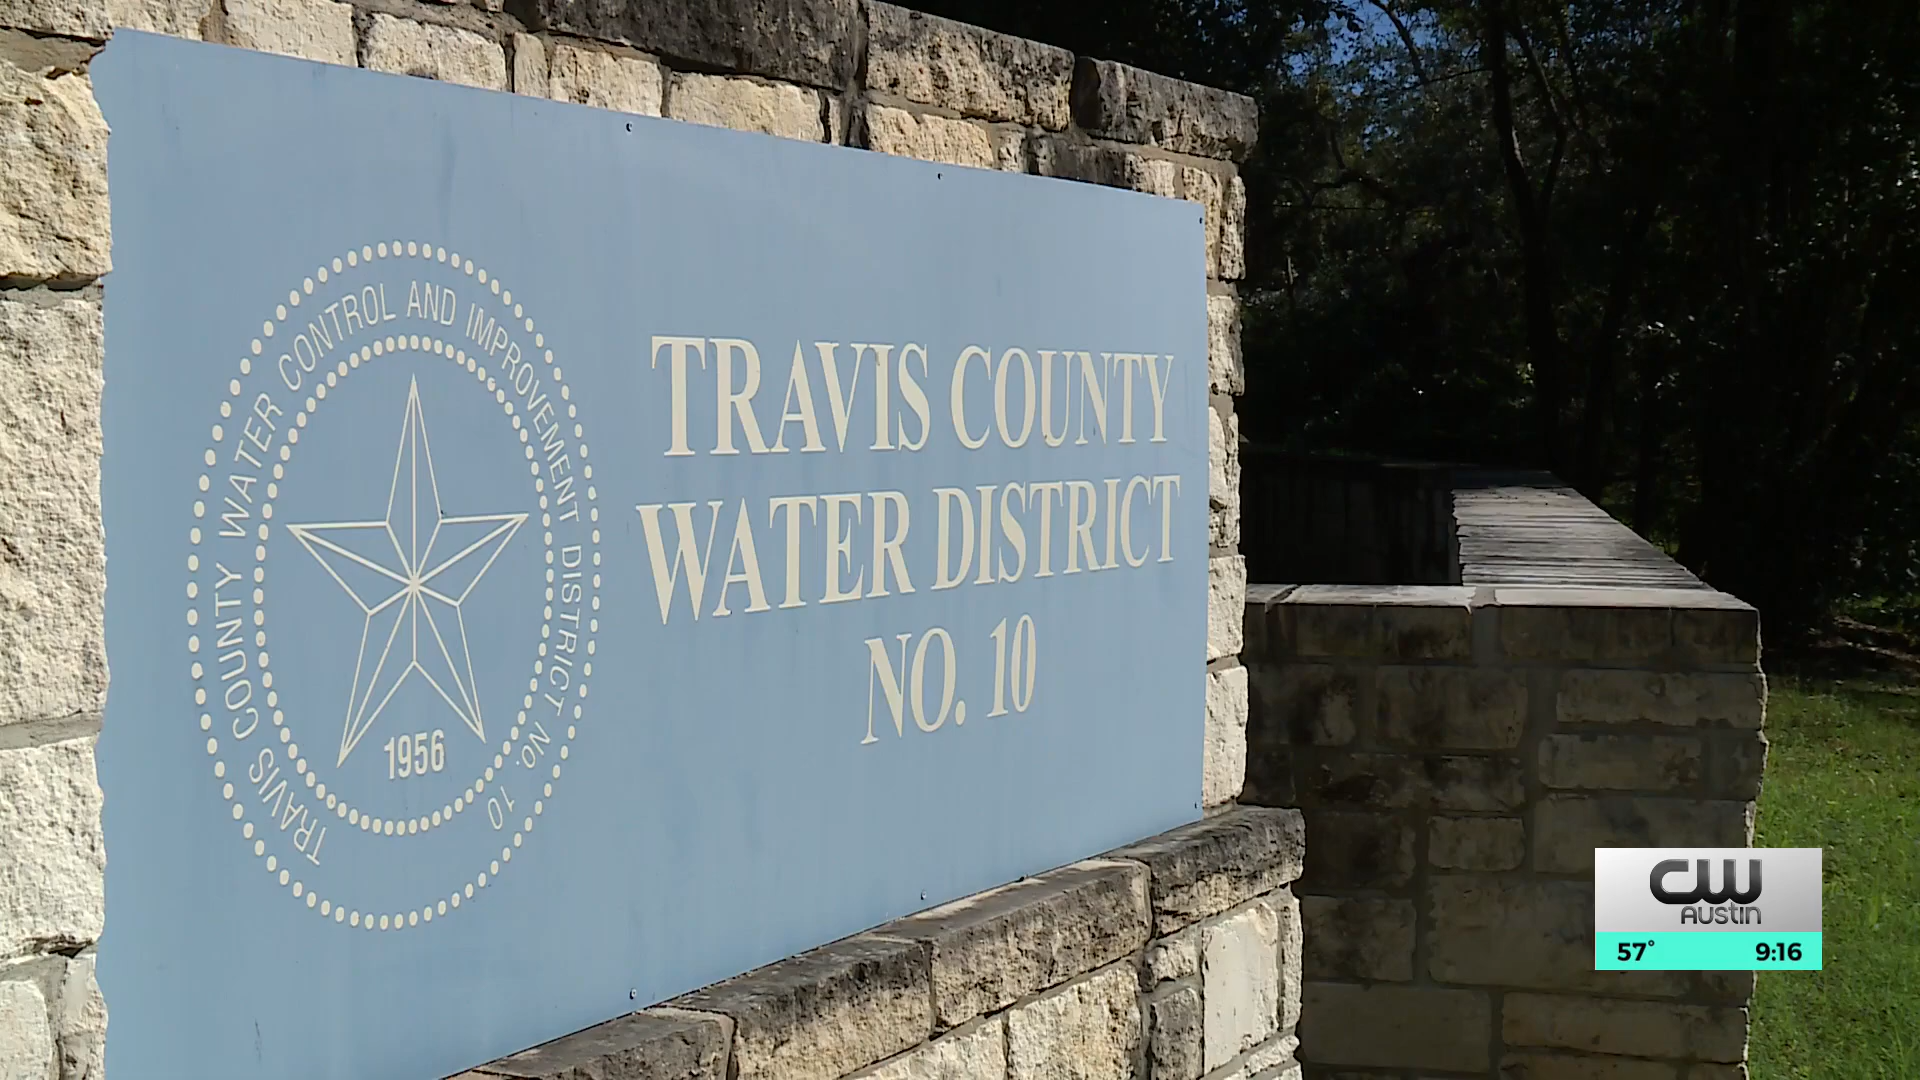 TRAVIS COUNTY WATER CONTROL AND IMPROVEMENT DISTRICT NO. 10
1956
TRAVIS COUNTY
WATER DISTRICT
NO. 10
CW
AUSTIN
57° 9:16